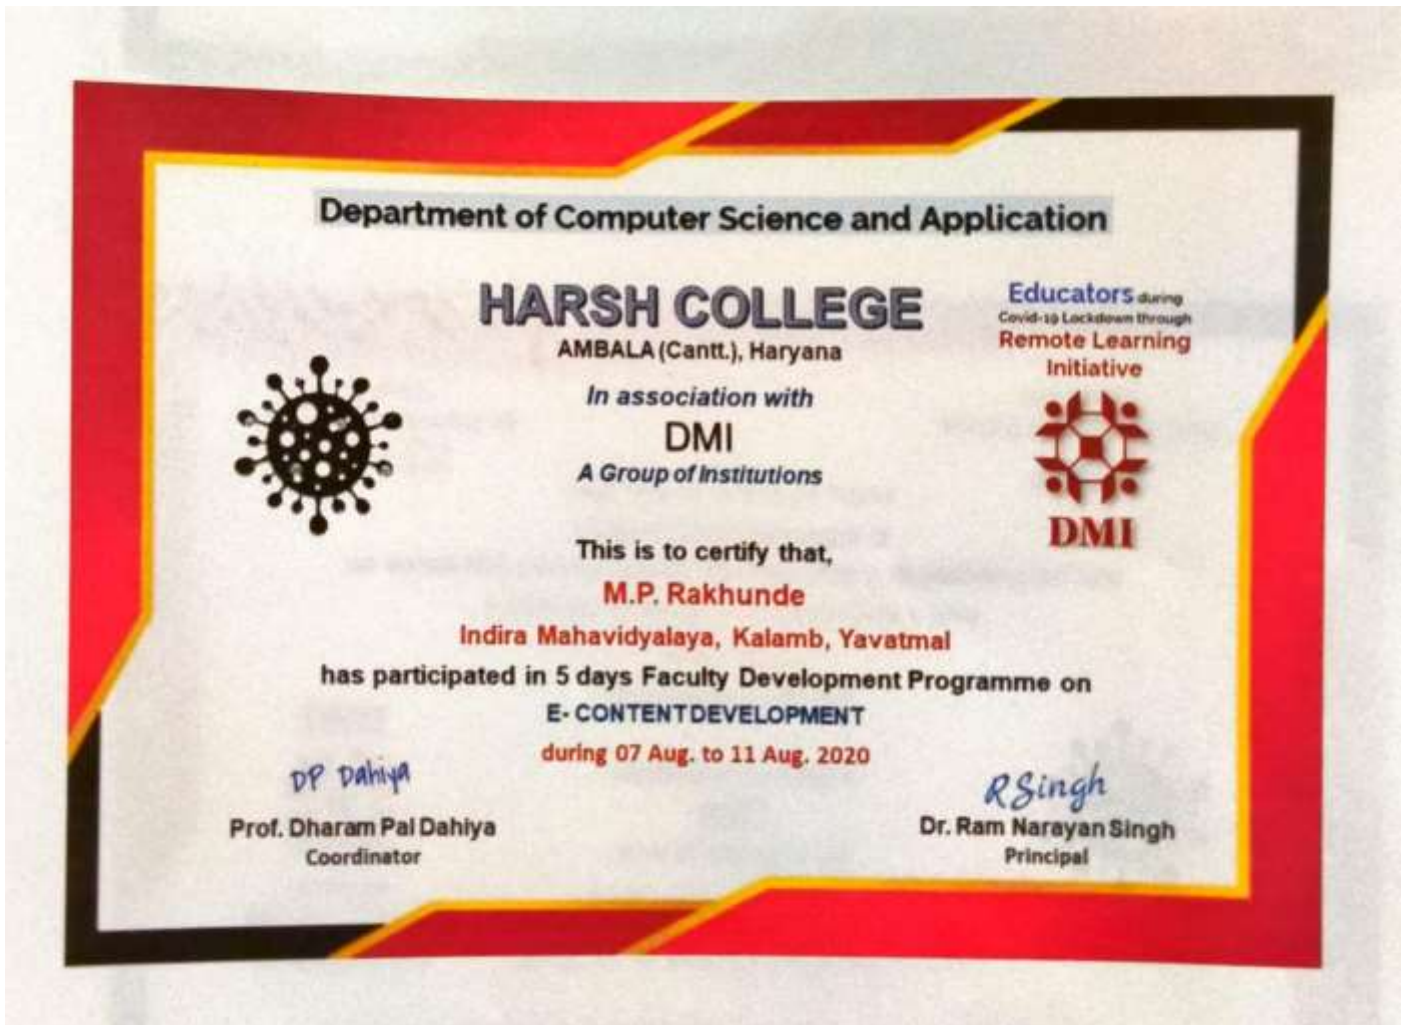 Department of Computer Science and Application
HARSH COLLEGE
AMBALA (Cantt.), Haryana
In association with
DMI
A Group of Institutions
Educators during
Covid-19 Lockdown through
Remote Learning
Initiative
DMI
This is to certify that,
M.P. Rakhunde
Indira Mahavidyalaya, Kalamb, Yavatmal
has participated in 5 days Faculty Development Programme on
E- CONTENT DEVELOPMENT
during 07 Aug. to 11 Aug. 2020
DP Dahiya
Prof. Dharam Pal Dahiya
Coordinator
RSingh
Dr. Ram Narayan Singh
Principal